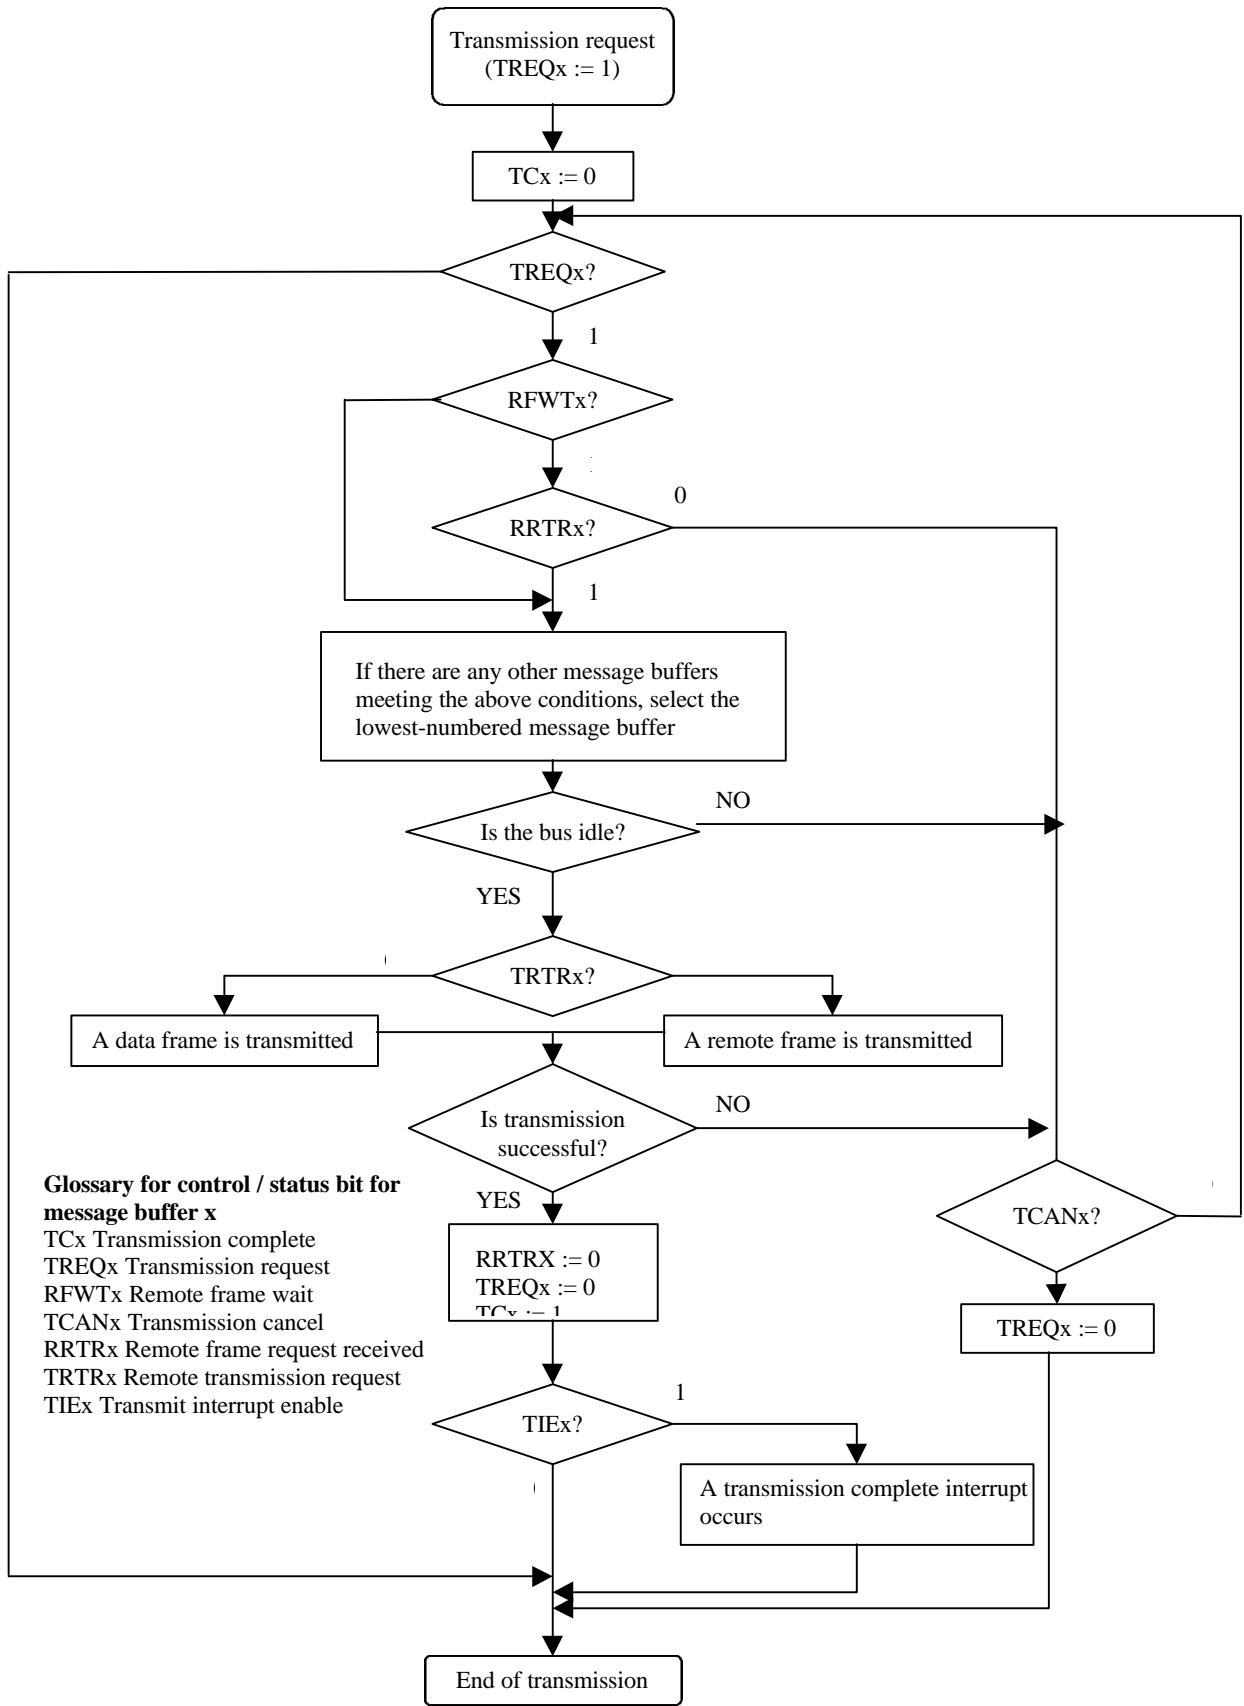 Transmission request
(TREQx := 1)
TCx := 0
TREQx?
1
RFWTx?
RRTRx?
0
1
If there are any other message buffers
meeting the above conditions, select the
lowest-numbered message buffer
Is the bus idle?
NO
YES
TRTRx?
A data frame is transmitted
A remote frame is transmitted
Is transmission
successful?
NO
YES
TCANx?
RRTRX := 0
TREQx := 0
TCx := 1
TREQx := 0
TIEx?
1
A transmission complete interrupt
occurs
End of transmission
Glossary for control / status bit for
message buffer x
TCx Transmission complete
TREQx Transmission request
RFWTx Remote frame wait
TCANx Transmission cancel
RRTRx Remote frame request received
TRTRx Remote transmission request
TIEx Transmit interrupt enable